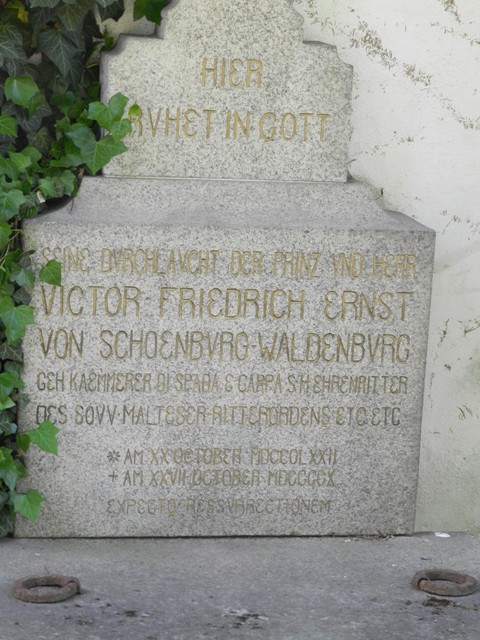 HIER
RVHET IN GOTT
SEINE DVRCHLAVCHT DER PRINZ VND HERR
VICTOR FRIEDRICH ERNST
VON SCHOENBVRG-WALDENBVRG
GEH KAEMMERER DI SPADA E CAPPA S·H·EHRENRITTER
DES SOVV·MALTESER-RITTERORDENS ETC·ETC
* AM XX·OCTOBER MDCCCLXXII
+ AM XXVII·OCTOBER MDCCCCX
EXPECTO RESSVRRECTIONEM